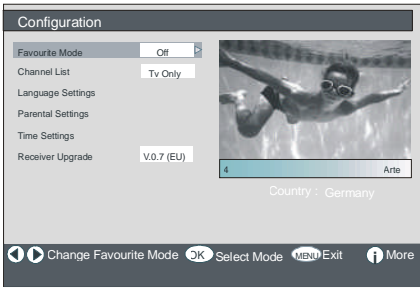 Configuration
Favourite Mode Off
Channel List Tv Only
Language Settings
Parental Settings
Time Settings
Receiver Upgrade V.0.7 (EU)
4 Arte
Country : Germany
Change Favourite Mode OK Select Mode MENU Exit i More